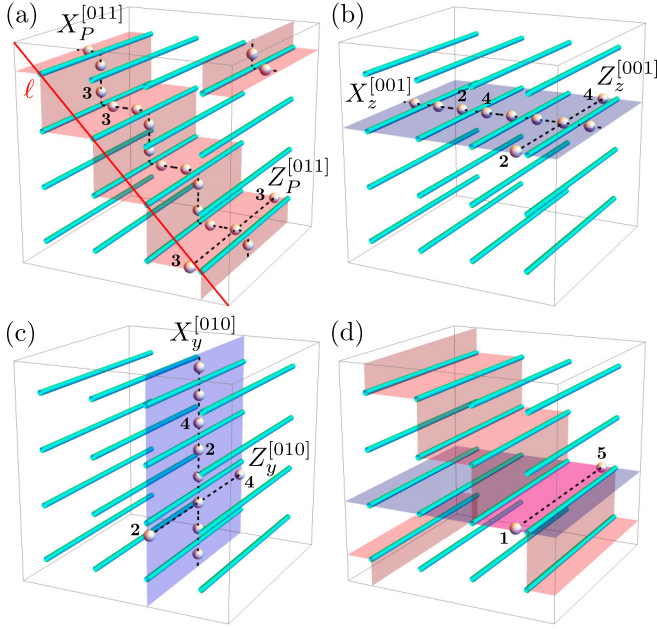 (a)
X_P^[011]
ℓ
3
3
Z_P^[011]
3
3
(b)
X_z^[001]
2
4
Z_z^[001]
4
2
(c)
X_y^[010]
4
2
Z_y^[010]
4
2
(d)
5
1